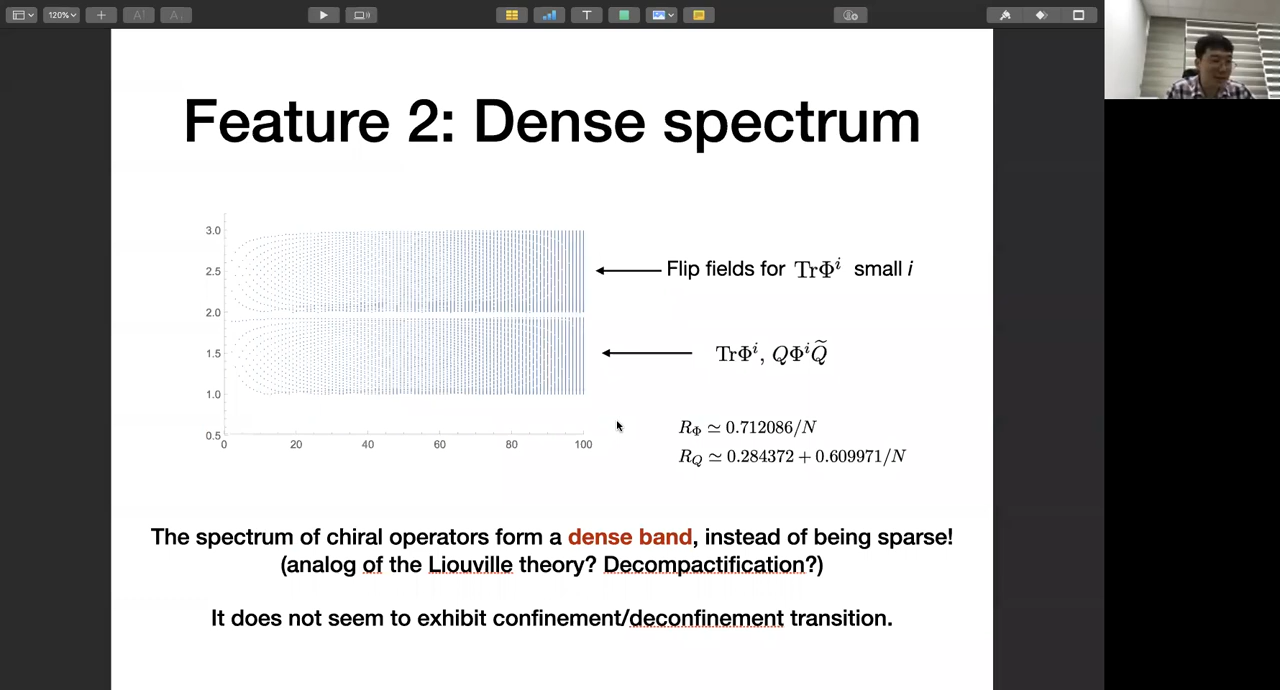 120%
T
Feature 2: Dense spectrum
3.0
2.5
2.0
1.5
1.0
0.5
0 20 40 60 80 100
Flip fields for TrΦ^i small i
TrΦ^i, QΦ^iQ̃
R_Φ ≃ 0.712086/N
R_Q ≃ 0.284372 + 0.609971/N
The spectrum of chiral operators form a dense band, instead of being sparse!
(analog of the Liouville theory? Decompactification?)
It does not seem to exhibit confinement/deconfinement transition.